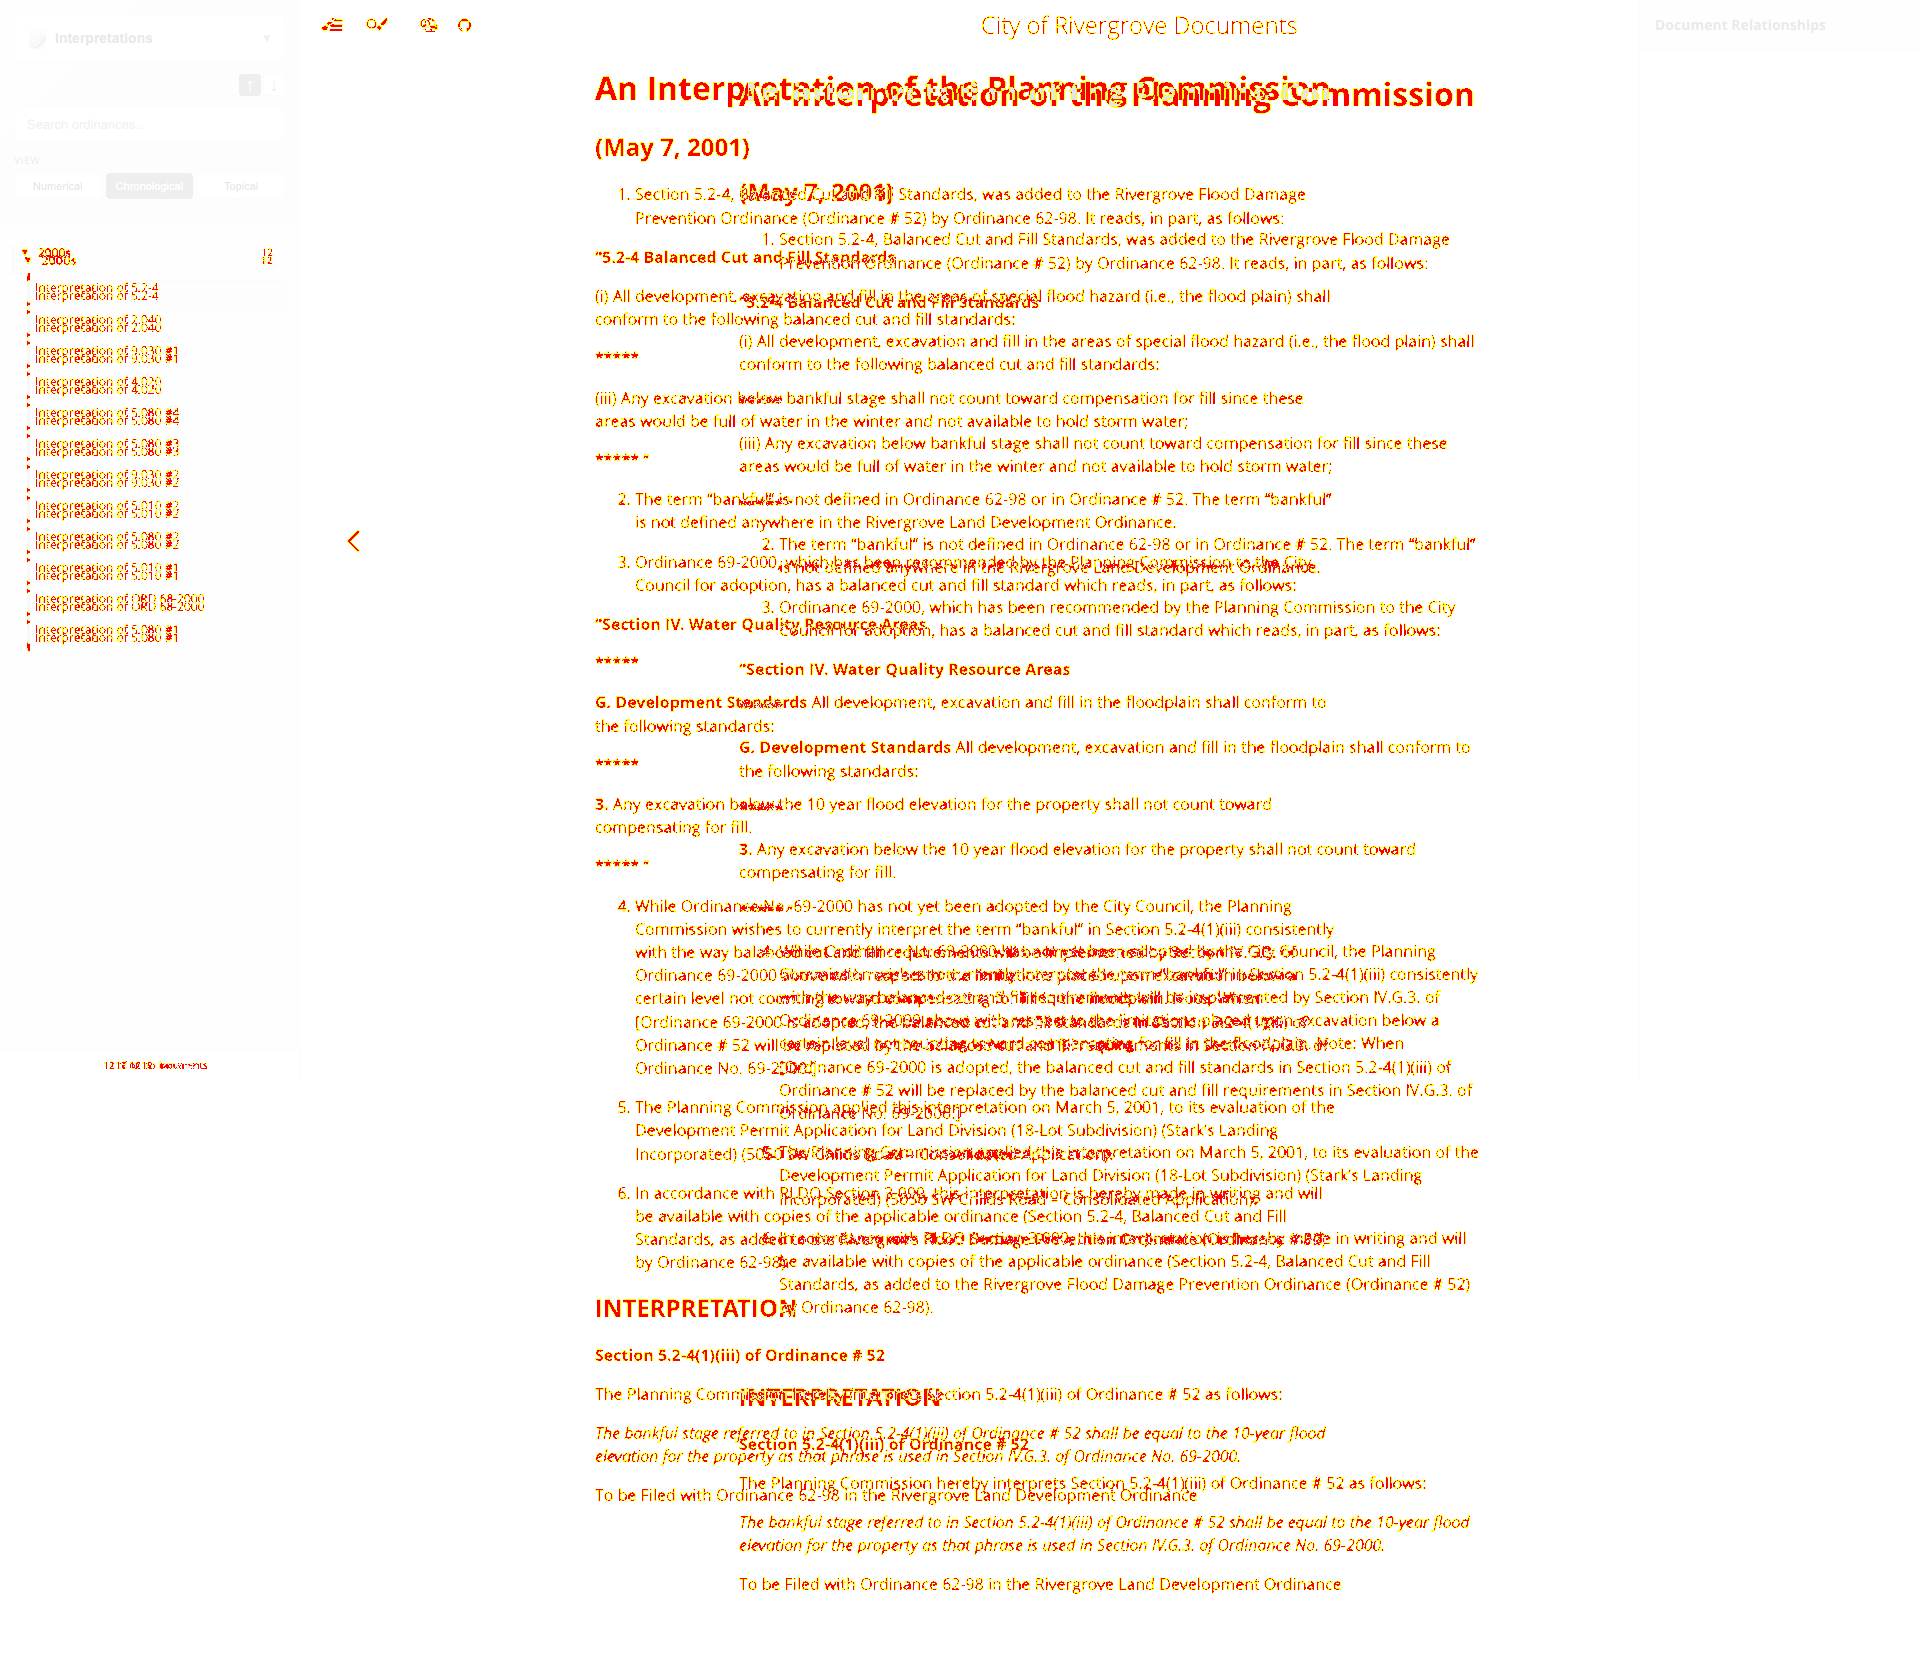 Interpretations
Search ordinances...
VIEW
Numerical
Chronological
Topical
2000s 12
Interpretation of 5.2-4
Interpretation of 2.040
Interpretation of 9.030 #1
Interpretation of 4.020
Interpretation of 5.080 #4
Interpretation of 5.080 #3
Interpretation of 9.030 #2
Interpretation of 5.010 #2
Interpretation of 5.080 #2
Interpretation of 5.010 #1
Interpretation of ORD 68-2000
Interpretation of 5.080 #1
City of Rivergrove Documents
Document Relationships
An Interpretation of the Planning Commission
(May 7, 2001)
1. Section 5.2-4, Balanced Cut and Fill Standards, was added to the Rivergrove Flood Damage
Prevention Ordinance (Ordinance # 52) by Ordinance 62-98. It reads, in part, as follows:
“5.2-4 Balanced Cut and Fill Standards
(i) All development, excavation and fill in the areas of special flood hazard (i.e., the flood plain) shall
conform to the following balanced cut and fill standards:
*****
(iii) Any excavation below bankful stage shall not count toward compensation for fill since these
areas would be full of water in the winter and not available to hold storm water;
***** “
2. The term “bankful” is not defined in Ordinance 62-98 or in Ordinance # 52. The term “bankful”
is not defined anywhere in the Rivergrove Land Development Ordinance.
3. Ordinance 69-2000, which has been recommended by the Planning Commission to the City
Council for adoption, has a balanced cut and fill standard which reads, in part, as follows:
“Section IV. Water Quality Resource Areas
*****
G. Development Standards All development, excavation and fill in the floodplain shall conform to
the following standards:
*****
3. Any excavation below the 10 year flood elevation for the property shall not count toward
compensating for fill.
***** “
4. While Ordinance No. 69-2000 has not yet been adopted by the City Council, the Planning
Commission wishes to currently interpret the term “bankful” in Section 5.2-4(1)(iii) consistently
with the way balanced cut and fill requirements will be implemented by Section IV.G.3. of
Ordinance 69-2000 above with respect to the limitations placed upon excavation below a
certain level not counting toward compensating for fill in the floodplain. Note: When
[Ordinance 69-2000 is adopted, the balanced cut and fill standards in Section 5.2-4(1)(iii) of
Ordinance # 52 will be replaced by the balanced cut and fill requirements in Section IV.G.3. of
Ordinance No. 69-2000.]
5. The Planning Commission applied this interpretation on March 5, 2001, to its evaluation of the
Development Permit Application for Land Division (18-Lot Subdivision) (Stark’s Landing
Incorporated) (5050 SW Childs Road – Consolidated Application).
6. In accordance with RLDO Section 3.090, this interpretation is hereby made in writing and will
be available with copies of the applicable ordinance (Section 5.2-4, Balanced Cut and Fill
Standards, as added to the Rivergrove Flood Damage Prevention Ordinance (Ordinance # 52)
by Ordinance 62-98).
INTERPRETATION
Section 5.2-4(1)(iii) of Ordinance # 52
The Planning Commission hereby interprets Section 5.2-4(1)(iii) of Ordinance # 52 as follows:
The bankful stage referred to in Section 5.2-4(1)(iii) of Ordinance # 52 shall be equal to the 10-year flood
elevation for the property as that phrase is used in Section IV.G.3. of Ordinance No. 69-2000.
To be Filed with Ordinance 62-98 in the Rivergrove Land Development Ordinance